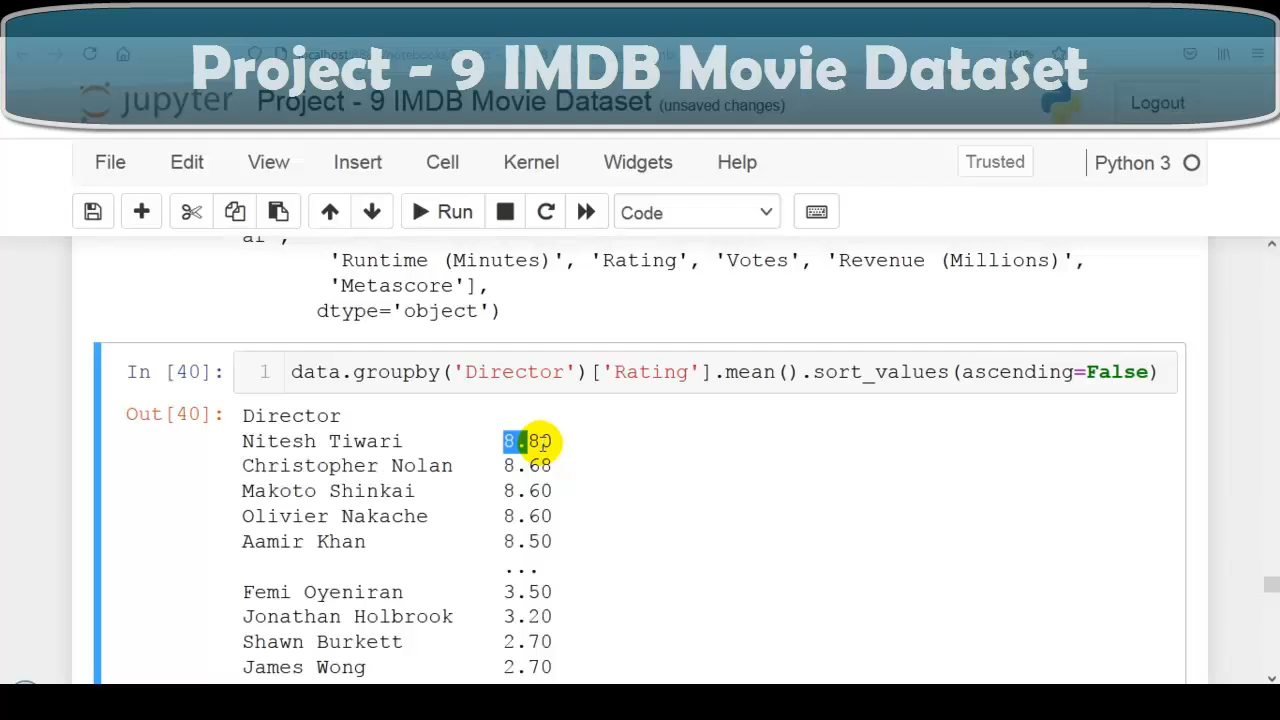 Project - 9 IMDB Movie Dataset
jupyter Project - 9 IMDB Movie Dataset (unsaved changes) Logout
File Edit View Insert Cell Kernel Widgets Help Trusted Python 3
Run Code
'Runtime (Minutes)', 'Rating', 'Votes', 'Revenue (Millions)',
'Metascore'],
dtype='object')
In [40]: 1 data.groupby('Director')['Rating'].mean().sort_values(ascending=False)
Out[40]: Director
Nitesh Tiwari 8.80
Christopher Nolan 8.68
Makoto Shinkai 8.60
Olivier Nakache 8.60
Aamir Khan 8.50
...
Femi Oyeniran 3.50
Jonathan Holbrook 3.20
Shawn Burkett 2.70
James Wong 2.70